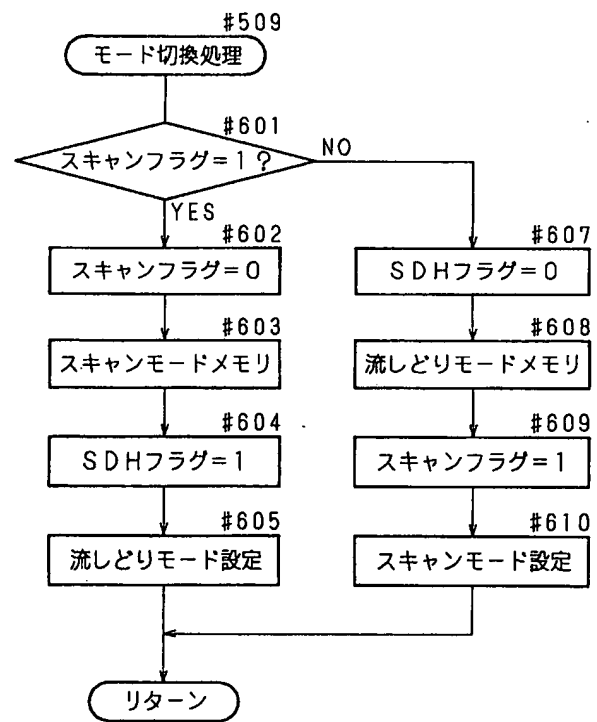 #509
モード切換処理
#601
スキャンフラグ=1?
NO
YES
#602
スキャンフラグ=0
#603
スキャンモードメモリ
#604
SDHフラグ=1
#605
流しどりモード設定
#607
SDHフラグ=0
#608
流しどりモードメモリ
#609
スキャンフラグ=1
#610
スキャンモード設定
リターン